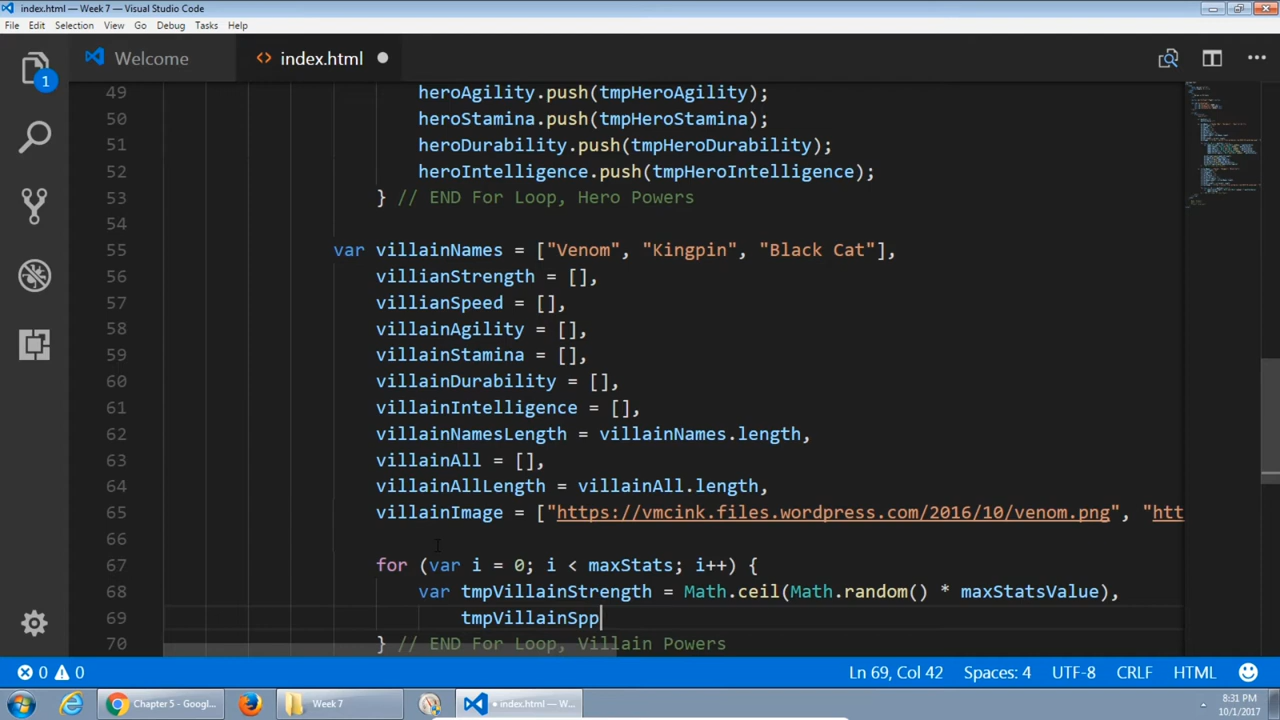 index.html — Week 7 — Visual Studio Code
File Edit Selection View Go Debug Tasks Help
Welcome index.html
1
49 heroAgility.push(tmpHeroAgility);
50 heroStamina.push(tmpHeroStamina);
51 heroDurability.push(tmpHeroDurability);
52 heroIntelligence.push(tmpHeroIntelligence);
53 } // END For Loop, Hero Powers
54
55 var villainNames = ["Venom", "Kingpin", "Black Cat"],
56 villianStrength = [],
57 villianSpeed = [],
58 villainAgility = [],
59 villainStamina = [],
60 villainDurability = [],
61 villainIntelligence = [],
62 villainNamesLength = villainNames.length,
63 villainAll = [],
64 villainAllLength = villainAll.length,
65 villainImage = ["https://vmcink.files.wordpress.com/2016/10/venom.png", "htt
66
67 for (var i = 0; i < maxStats; i++) {
68 var tmpVillainStrength = Math.ceil(Math.random() * maxStatsValue),
69 tmpVillainSpp
70 } // END For Loop, Villain Powers
0 0 Ln 69, Col 42 Spaces: 4 UTF-8 CRLF HTML
Chapter 5 - Googl... Week 7 • index.html — W... 8:31 PM
10/1/2017